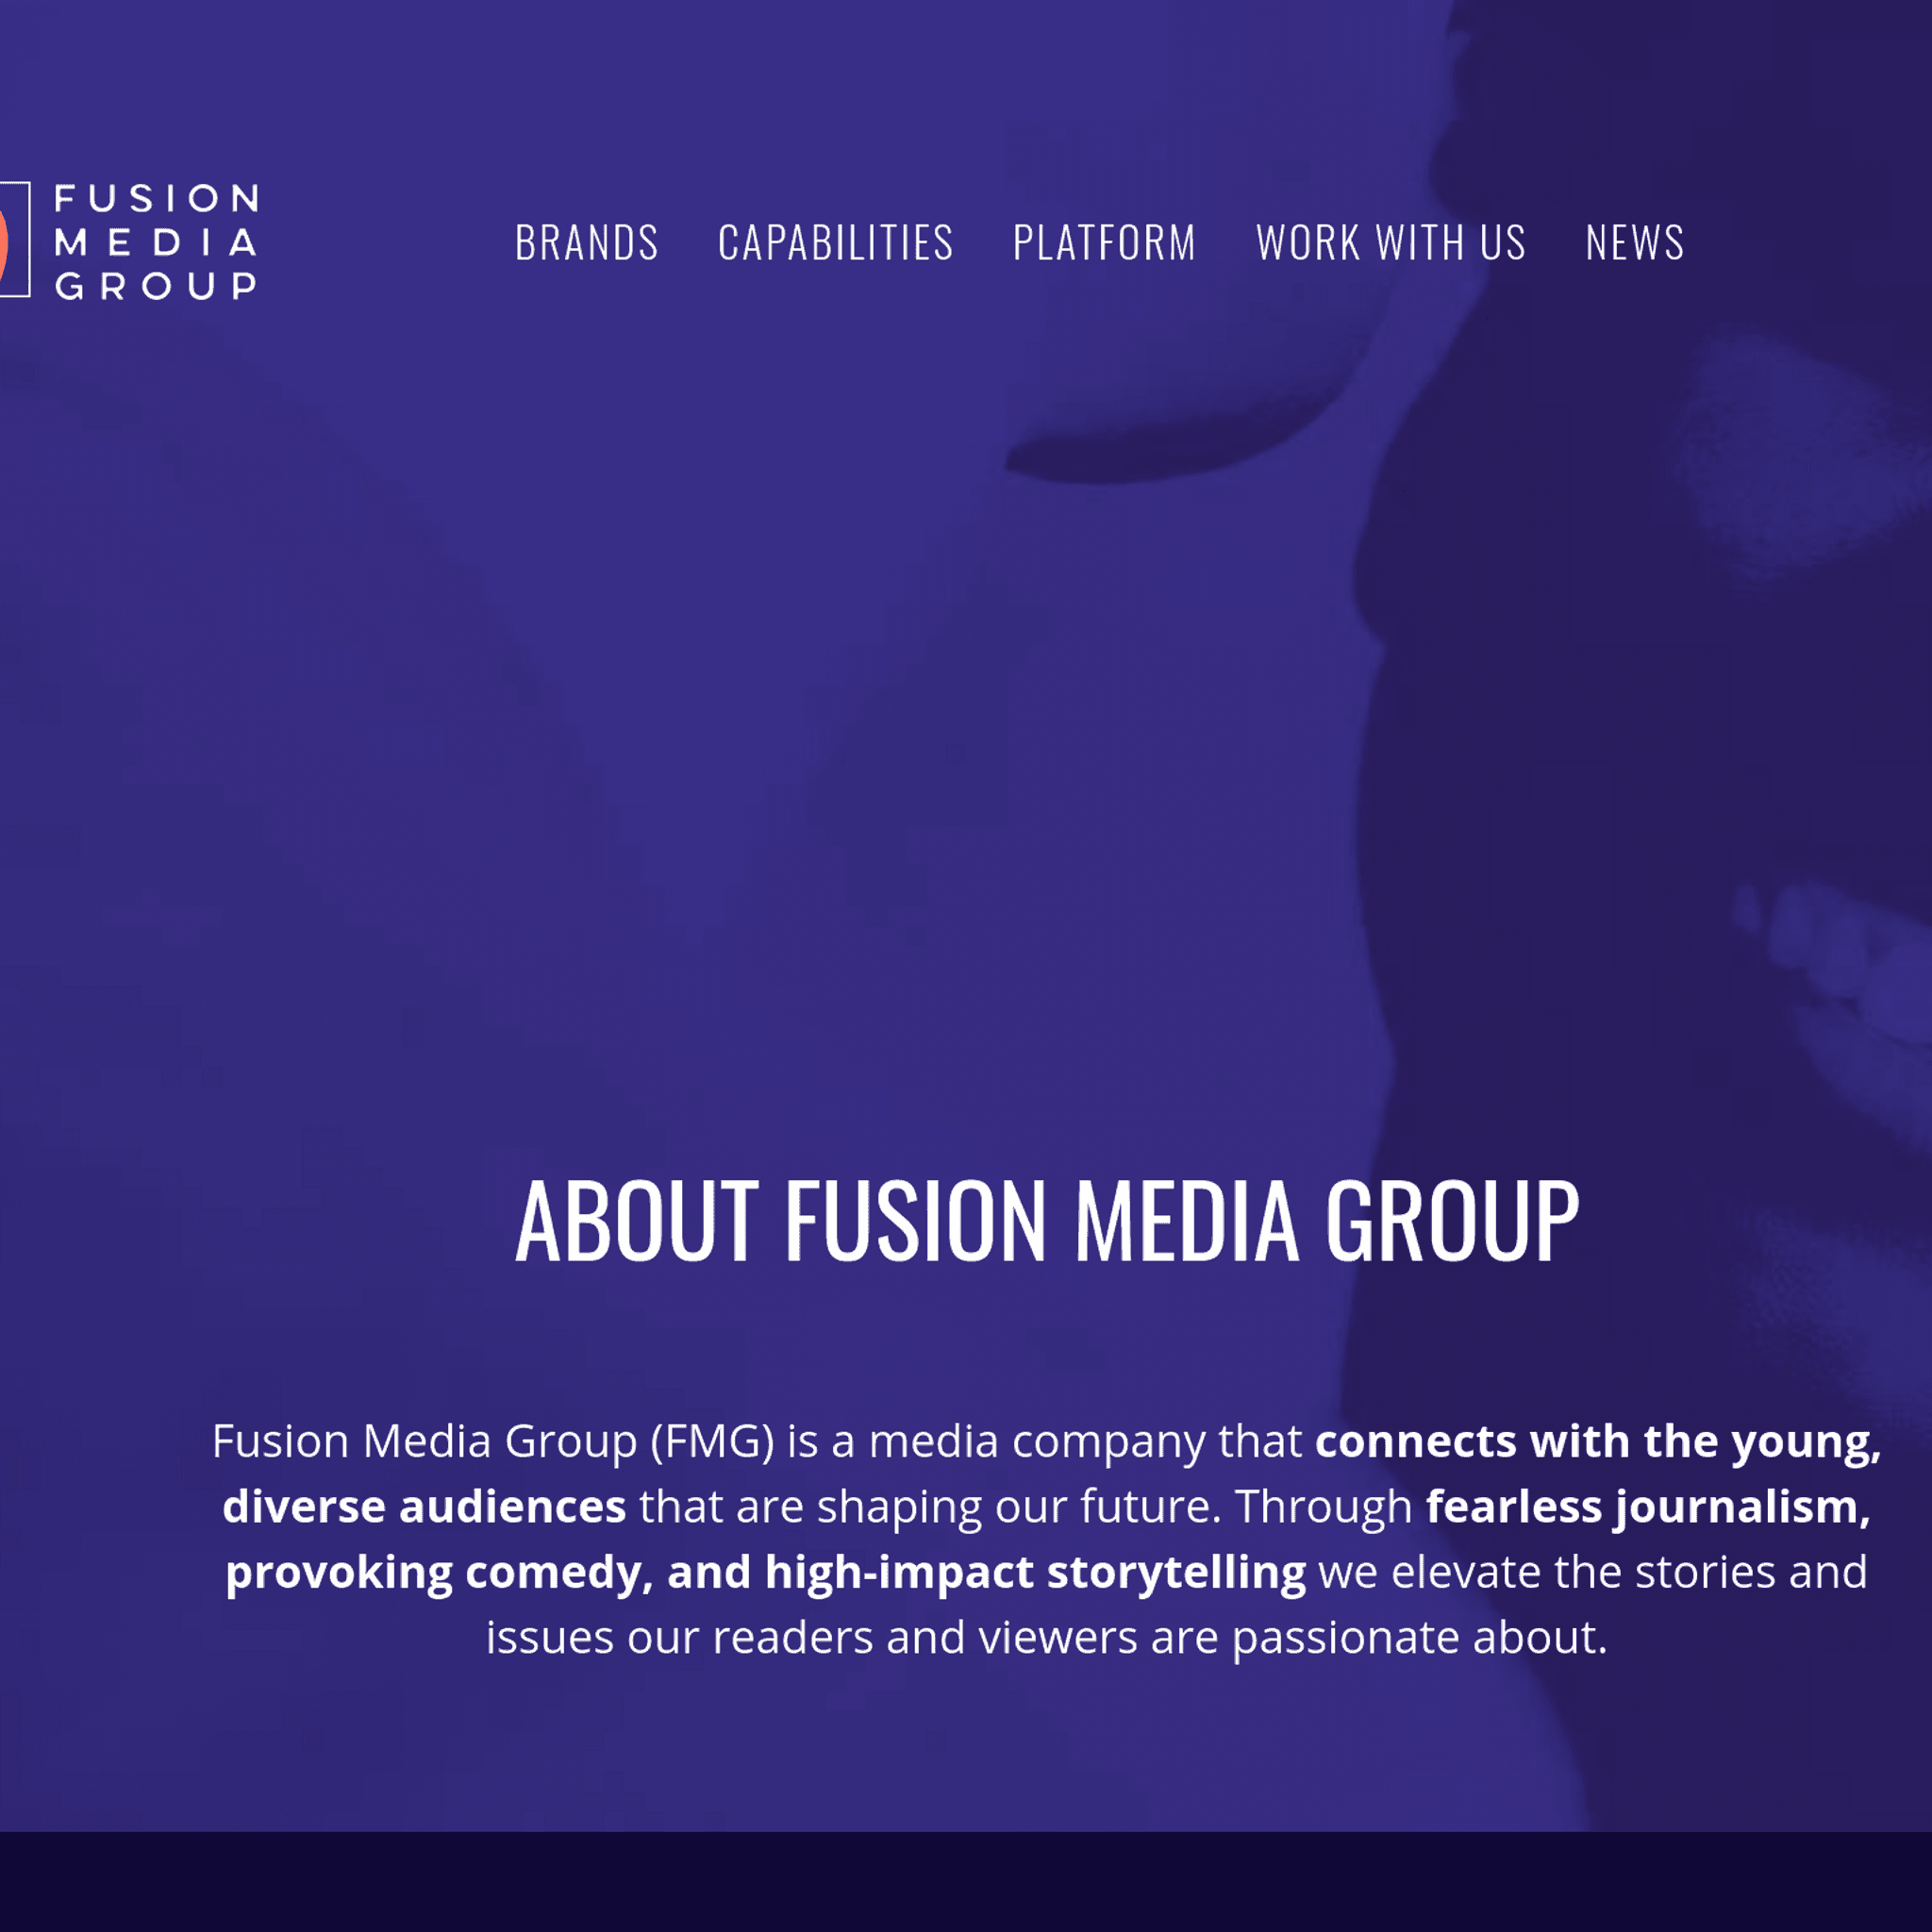 FUSION
MEDIA
GROUP
BRANDS CAPABILITIES PLATFORM WORK WITH US NEWS
ABOUT FUSION MEDIA GROUP
Fusion Media Group (FMG) is a media company that connects with the young,
diverse audiences that are shaping our future. Through fearless journalism,
provoking comedy, and high-impact storytelling we elevate the stories and
issues our readers and viewers are passionate about.